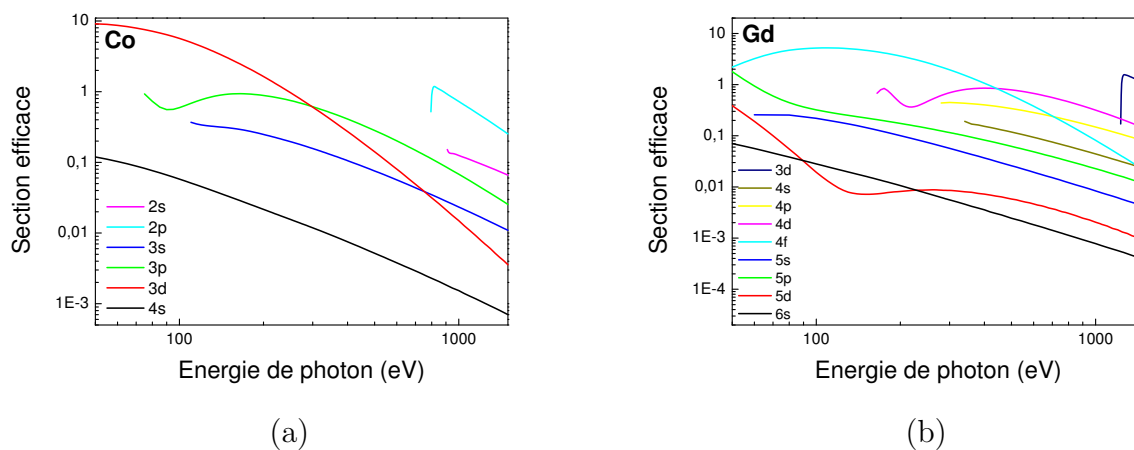 Co
Section efficace
10
1
0,1
0,01
1E-3
2s
2p
3s
3p
3d
4s
100
1000
Energie de photon (eV)
(a)
Gd
Section efficace
10
1
0,1
0,01
1E-3
1E-4
3d
4s
4p
4d
4f
5s
5p
5d
6s
100
1000
Energie de photon (eV)
(b)